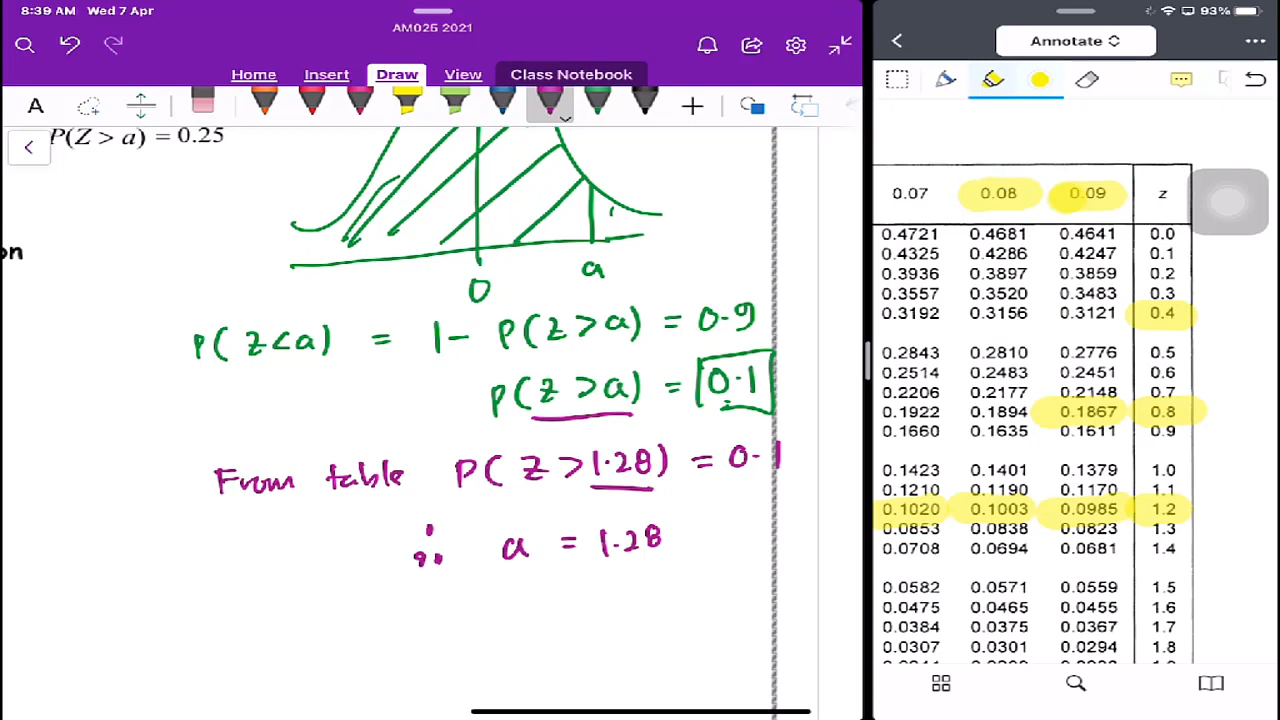 8:39 AM Wed 7 Apr
AM025 2021
Home Insert Draw View Class Notebook
A
P(Z > a) = 0.25
on
0 a
P(Z<a) = 1- P(Z>a) = 0.9
P(Z>a) = 0.1
From table P(Z>1.28) = 0.1
∴ a = 1.28
93%
Annotate
0.07 0.08 0.09 z
0.4721 0.4681 0.4641 0.0
0.4325 0.4286 0.4247 0.1
0.3936 0.3897 0.3859 0.2
0.3557 0.3520 0.3483 0.3
0.3192 0.3156 0.3121 0.4
0.2843 0.2810 0.2776 0.5
0.2514 0.2483 0.2451 0.6
0.2206 0.2177 0.2148 0.7
0.1922 0.1894 0.1867 0.8
0.1660 0.1635 0.1611 0.9
0.1423 0.1401 0.1379 1.0
0.1210 0.1190 0.1170 1.1
0.1020 0.1003 0.0985 1.2
0.0853 0.0838 0.0823 1.3
0.0708 0.0694 0.0681 1.4
0.0582 0.0571 0.0559 1.5
0.0475 0.0465 0.0455 1.6
0.0384 0.0375 0.0367 1.7
0.0307 0.0301 0.0294 1.8